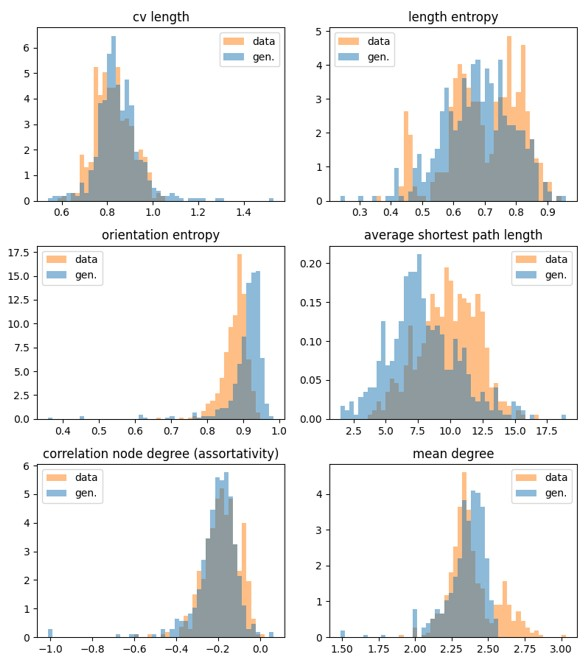 cv length
length entropy
data
gen.
data
gen.
6
5
4
3
2
1
0
5
4
3
2
1
0
0.6 0.8 1.0 1.2 1.4
0.3 0.4 0.5 0.6 0.7 0.8 0.9
orientation entropy
average shortest path length
data
gen.
data
gen.
17.5
15.0
12.5
10.0
7.5
5.0
2.5
0.0
0.20
0.15
0.10
0.05
0.00
0.4 0.5 0.6 0.7 0.8 0.9 1.0
2.5 5.0 7.5 10.0 12.5 15.0 17.5
correlation node degree (assortativity)
mean degree
data
gen.
data
gen.
6
5
4
3
2
1
0
4
3
2
1
0
−1.0 −0.8 −0.6 −0.4 −0.2 0.0
1.50 1.75 2.00 2.25 2.50 2.75 3.00